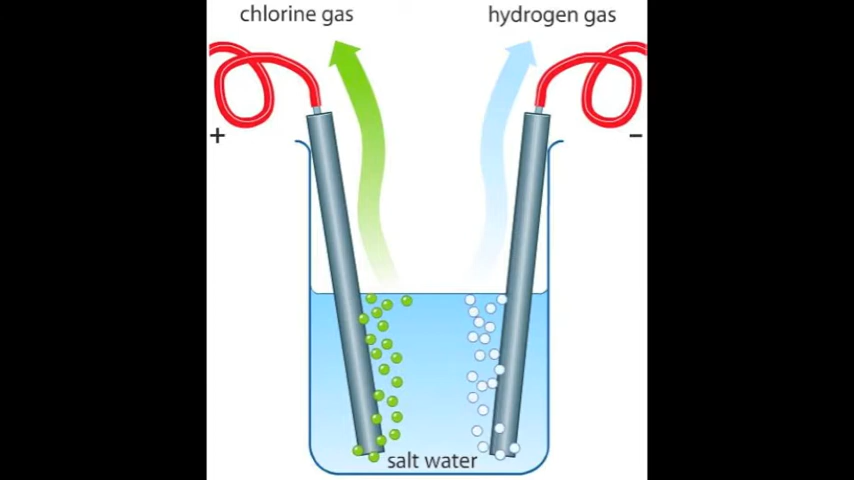 chlorine gas
hydrogen gas
+
−
salt water